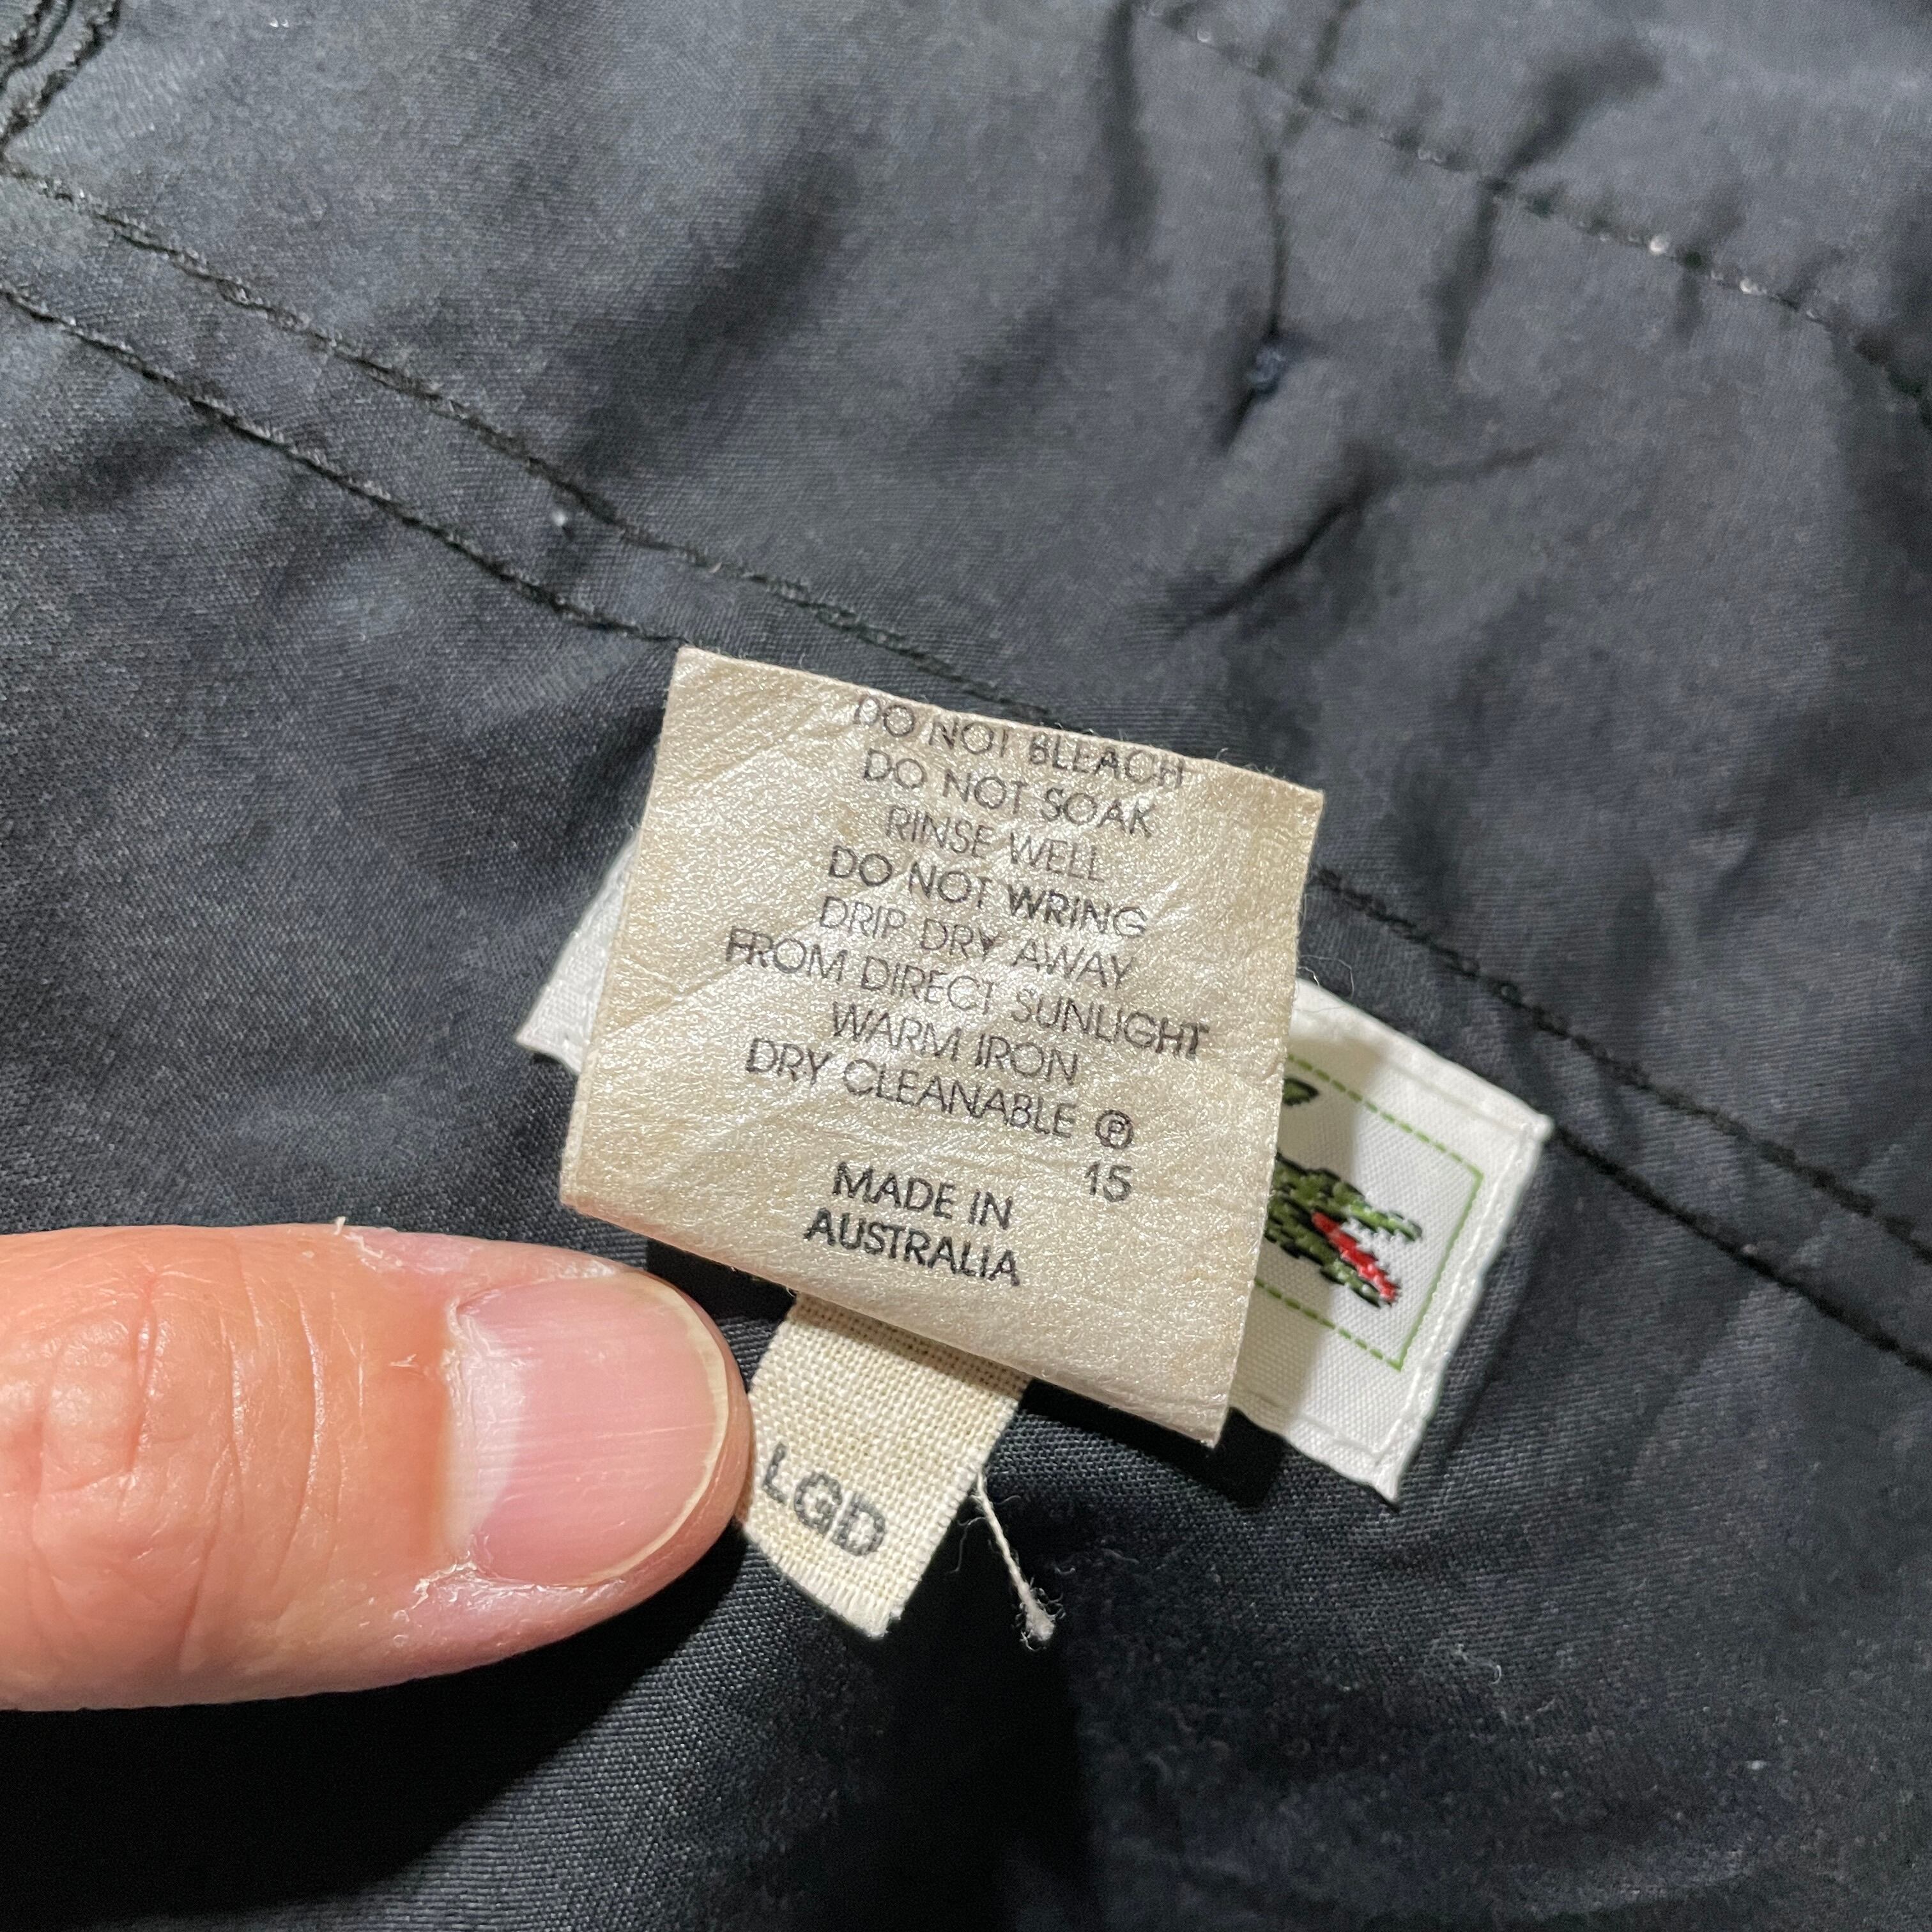 DO NOT BLEACH
DO NOT SOAK
RINSE WELL
DO NOT WRING
DRIP DRY AWAY
FROM DIRECT SUNLIGHT
WARM IRON
DRY CLEANABLE Ⓟ
15
MADE IN
AUSTRALIA
LGD